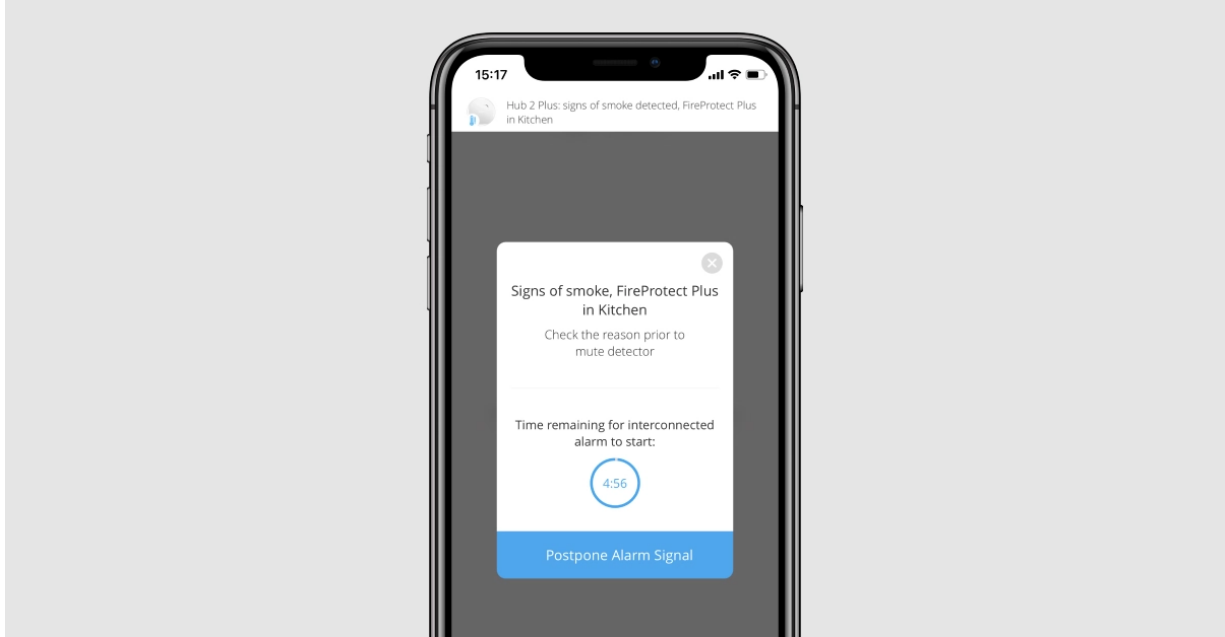 15:17
Hub 2 Plus: signs of smoke detected, FireProtect Plus
in Kitchen
Signs of smoke, FireProtect Plus
in Kitchen
Check the reason prior to
mute detector
Time remaining for interconnected
alarm to start:
4:56
Postpone Alarm Signal